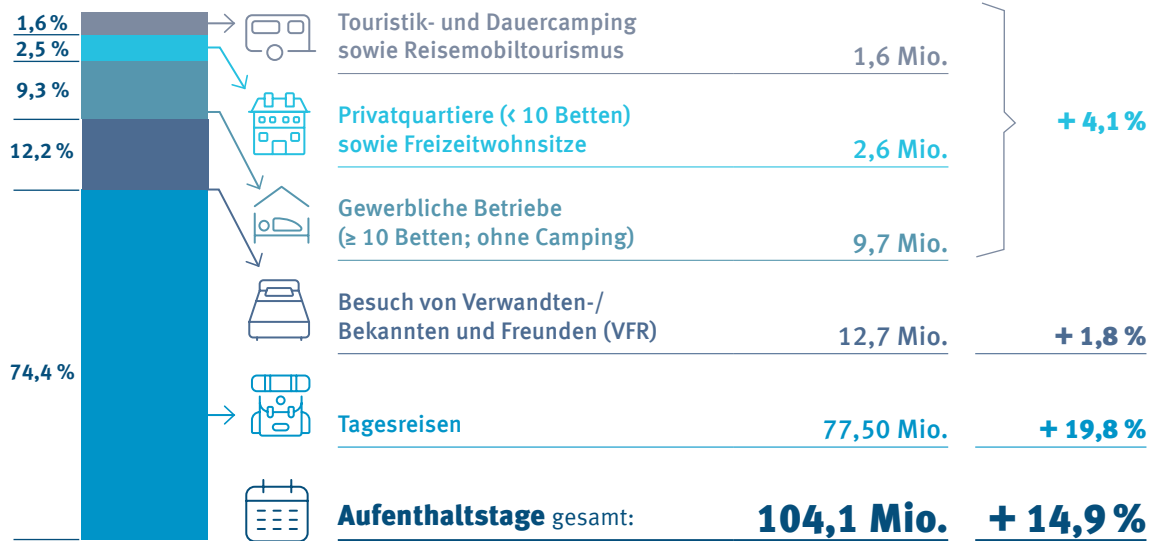 1,6 %
2,5 %
9,3 %
12,2 %
74,4 %
Touristik- und Dauercamping
sowie Reisemobiltourismus 1,6 Mio.
Privatquartiere (< 10 Betten)
sowie Freizeitwohnsitze 2,6 Mio.
+ 4,1 %
Gewerbliche Betriebe
(≥ 10 Betten; ohne Camping) 9,7 Mio.
Besuch von Verwandten-/
Bekannten und Freunden (VFR) 12,7 Mio. + 1,8 %
Tagesreisen 77,50 Mio. + 19,8 %
Aufenthaltstage gesamt: 104,1 Mio. + 14,9 %